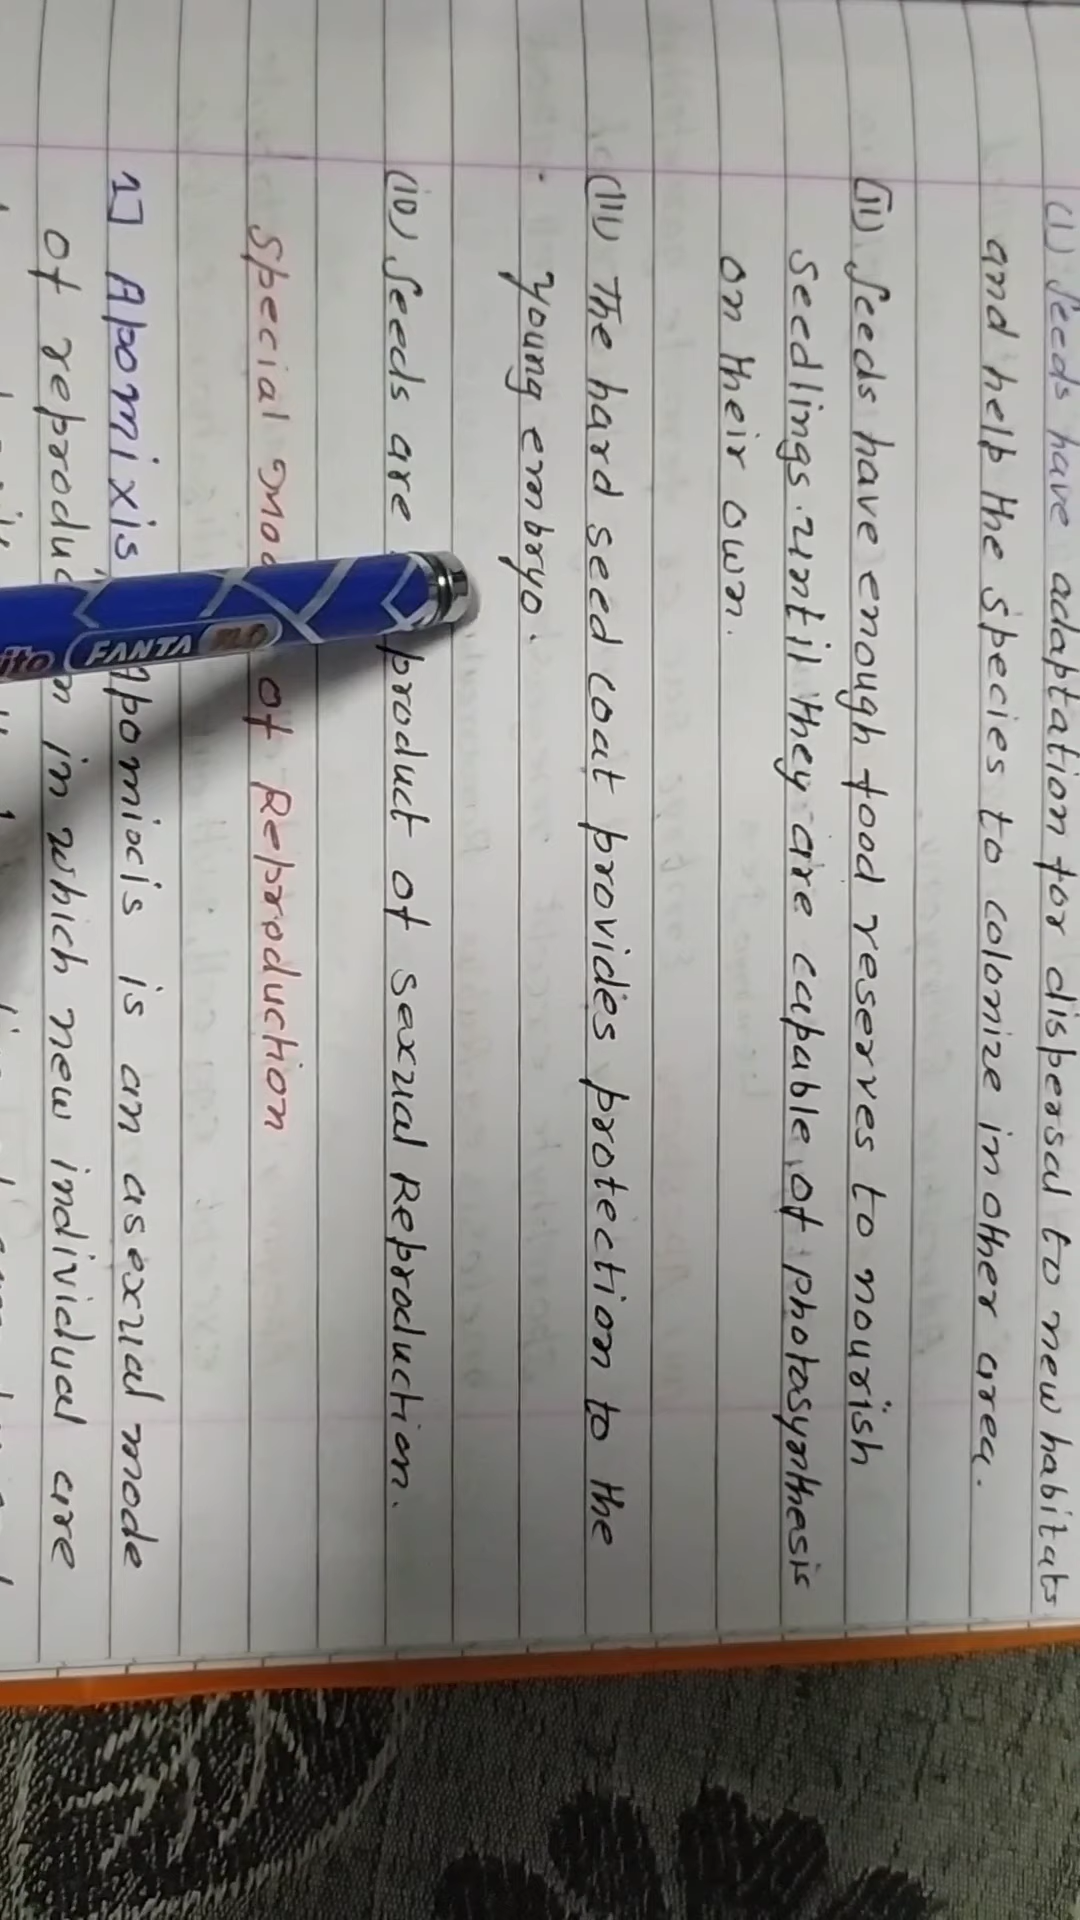 (i) Seeds have adaptation for dispersal to new habitats
and help the species to colonize in other area.
(ii) Seeds have enough food reserves to nourish
seedlings until they are capable of photosynthesis
on their own.
(iii) The hard seed coat provides protection to the
young embryo.
(iv) Seeds are product of sexual Reproduction.
Special of Reproduction
1] Apomixis Apomixis is an asexual mode
of in which new individual are
FANTA